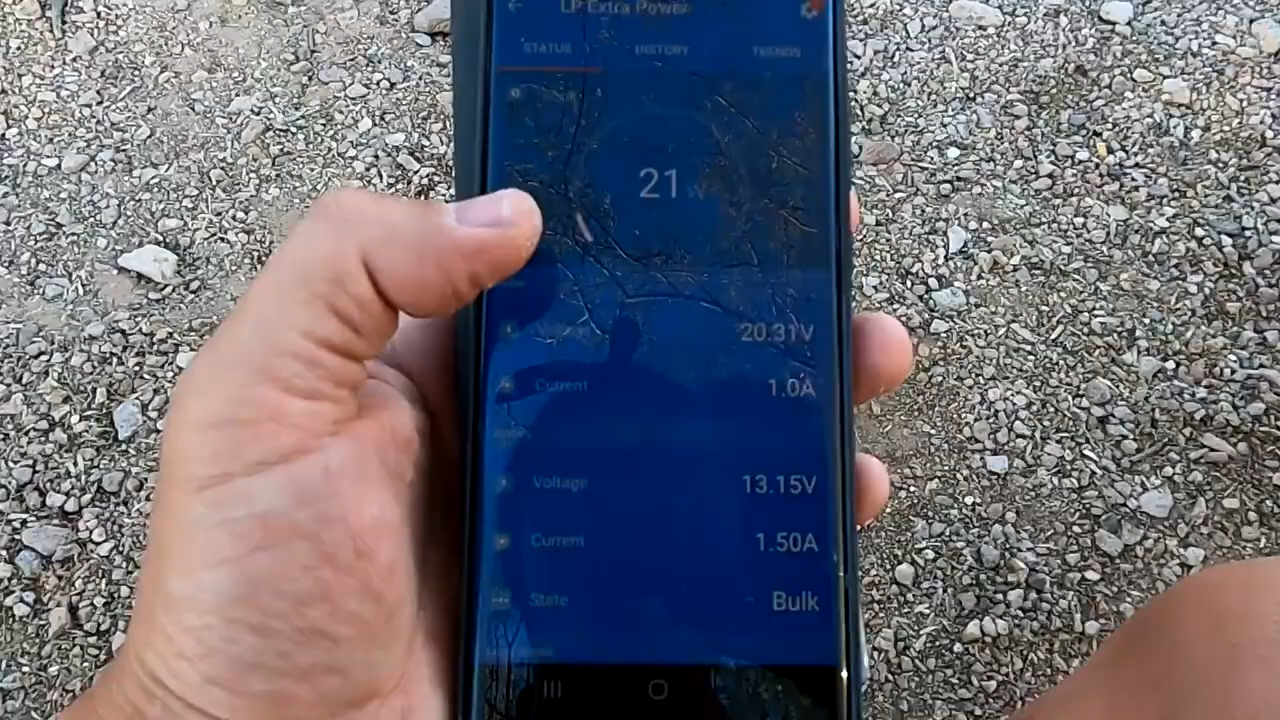 LP Extra Power
STATUS HISTORY TRENDS
21 W
Voltage 20.31V
Current 1.0A
Voltage 13.15V
Current 1.50A
State Bulk